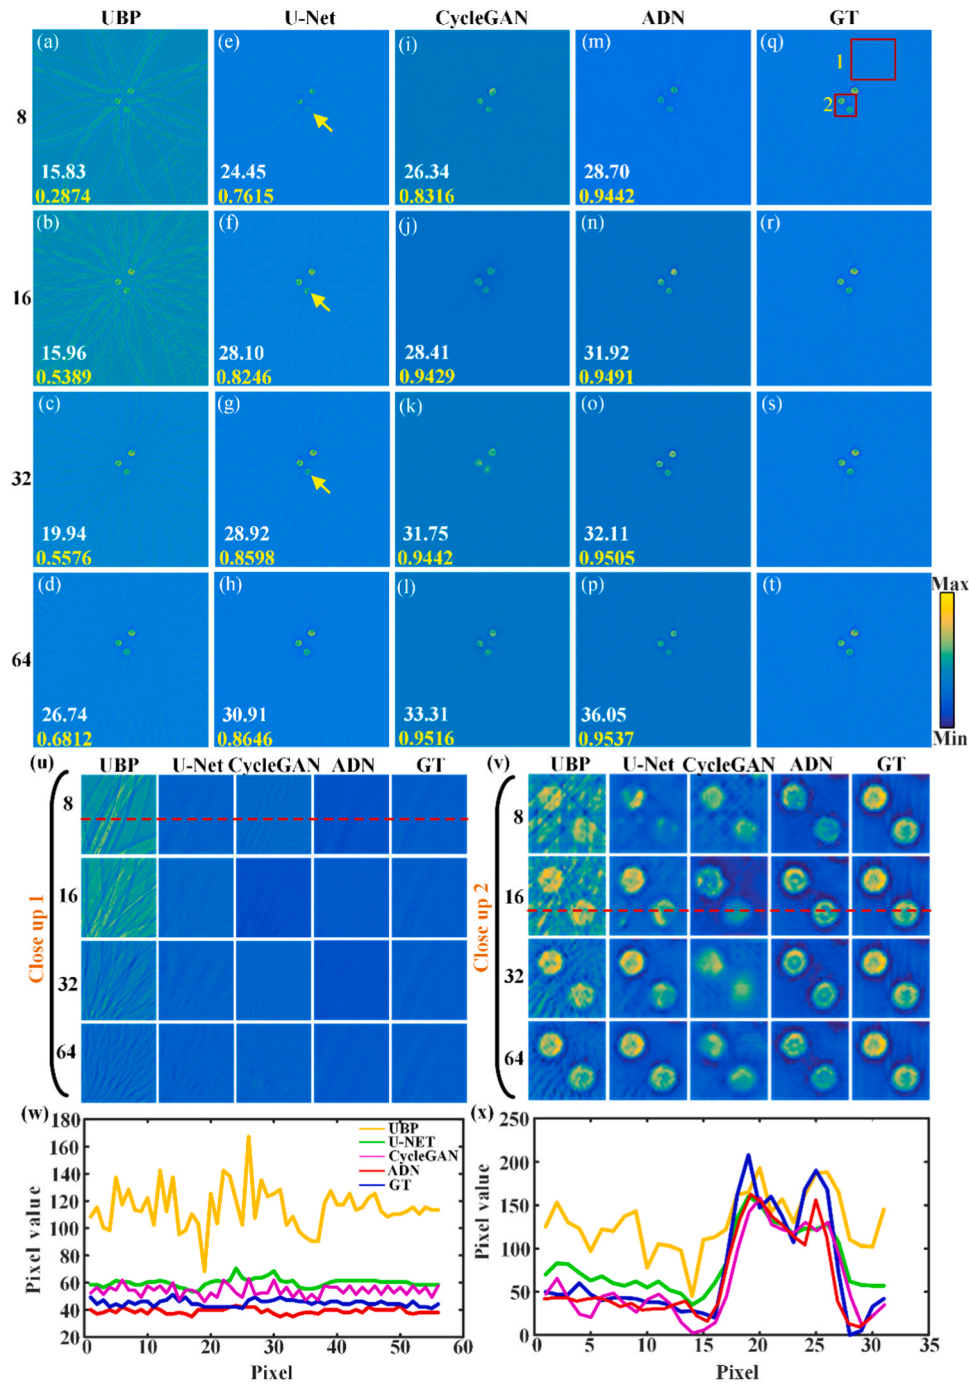 UBP U-Net CycleGAN ADN GT
(a) (e) (i) (m) (q)
1
2
8
15.83 24.45 26.34 28.70
0.2874 0.7615 0.8316 0.9442
(b) (f) (j) (n) (r)
16
15.96 28.10 28.41 31.92
0.5389 0.8246 0.9429 0.9491
(c) (g) (k) (o) (s)
32
19.94 28.92 31.75 32.11
0.5576 0.8598 0.9442 0.9505
(d) (h) (l) (p) (t)
Max
64
26.74 30.91 33.31 36.05
0.6812 0.8646 0.9516 0.9537
Min
(u) UBP U-Net CycleGAN ADN GT
8
16
32
64
Close up 1
(v) UBP U-Net CycleGAN ADN GT
8
16
32
64
Close up 2
(w)
180
160
140
120
100
80
60
40
20
0 10 20 30 40 50 60
Pixel value
Pixel
UBP
U-NET
CycleGAN
ADN
GT
(x)
250
200
150
100
50
0
0 5 10 15 20 25 30 35
Pixel value
Pixel